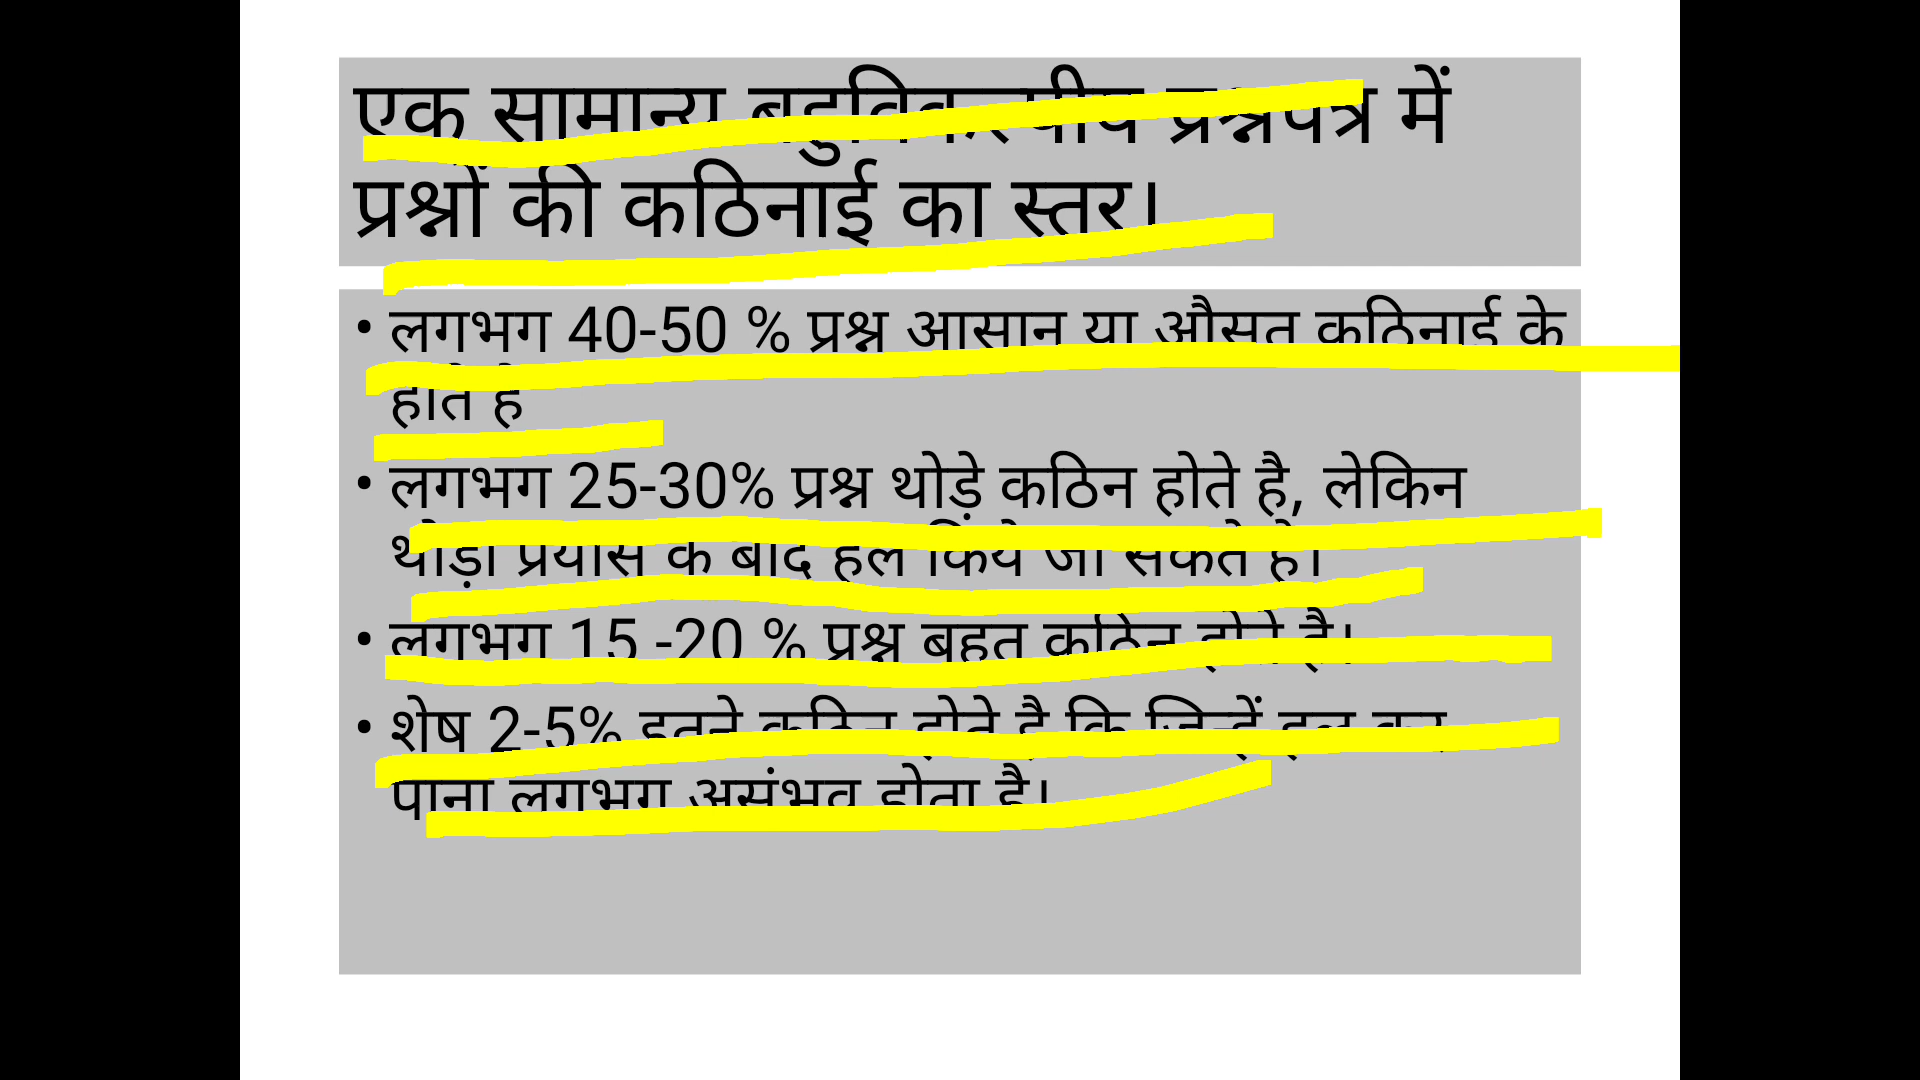 एक सामान्य बहुविकल्पीय प्रश्नपत्र में
प्रश्नों की कठिनाई का स्तर।
• लगभग 40-50 % प्रश्न आसान या औसत कठिनाई के
होते है
• लगभग 25-30% प्रश्न थोड़े कठिन होते है, लेकिन
थोड़ी प्रयास के बाद हल किये जा सकते है।
• लगभग 15 -20 % प्रश्न बहुत कठिन होते है।
• शेष 2-5% इतने कठिन होते है कि जिन्हें हल कर
पाना लगभग असंभव होता है।